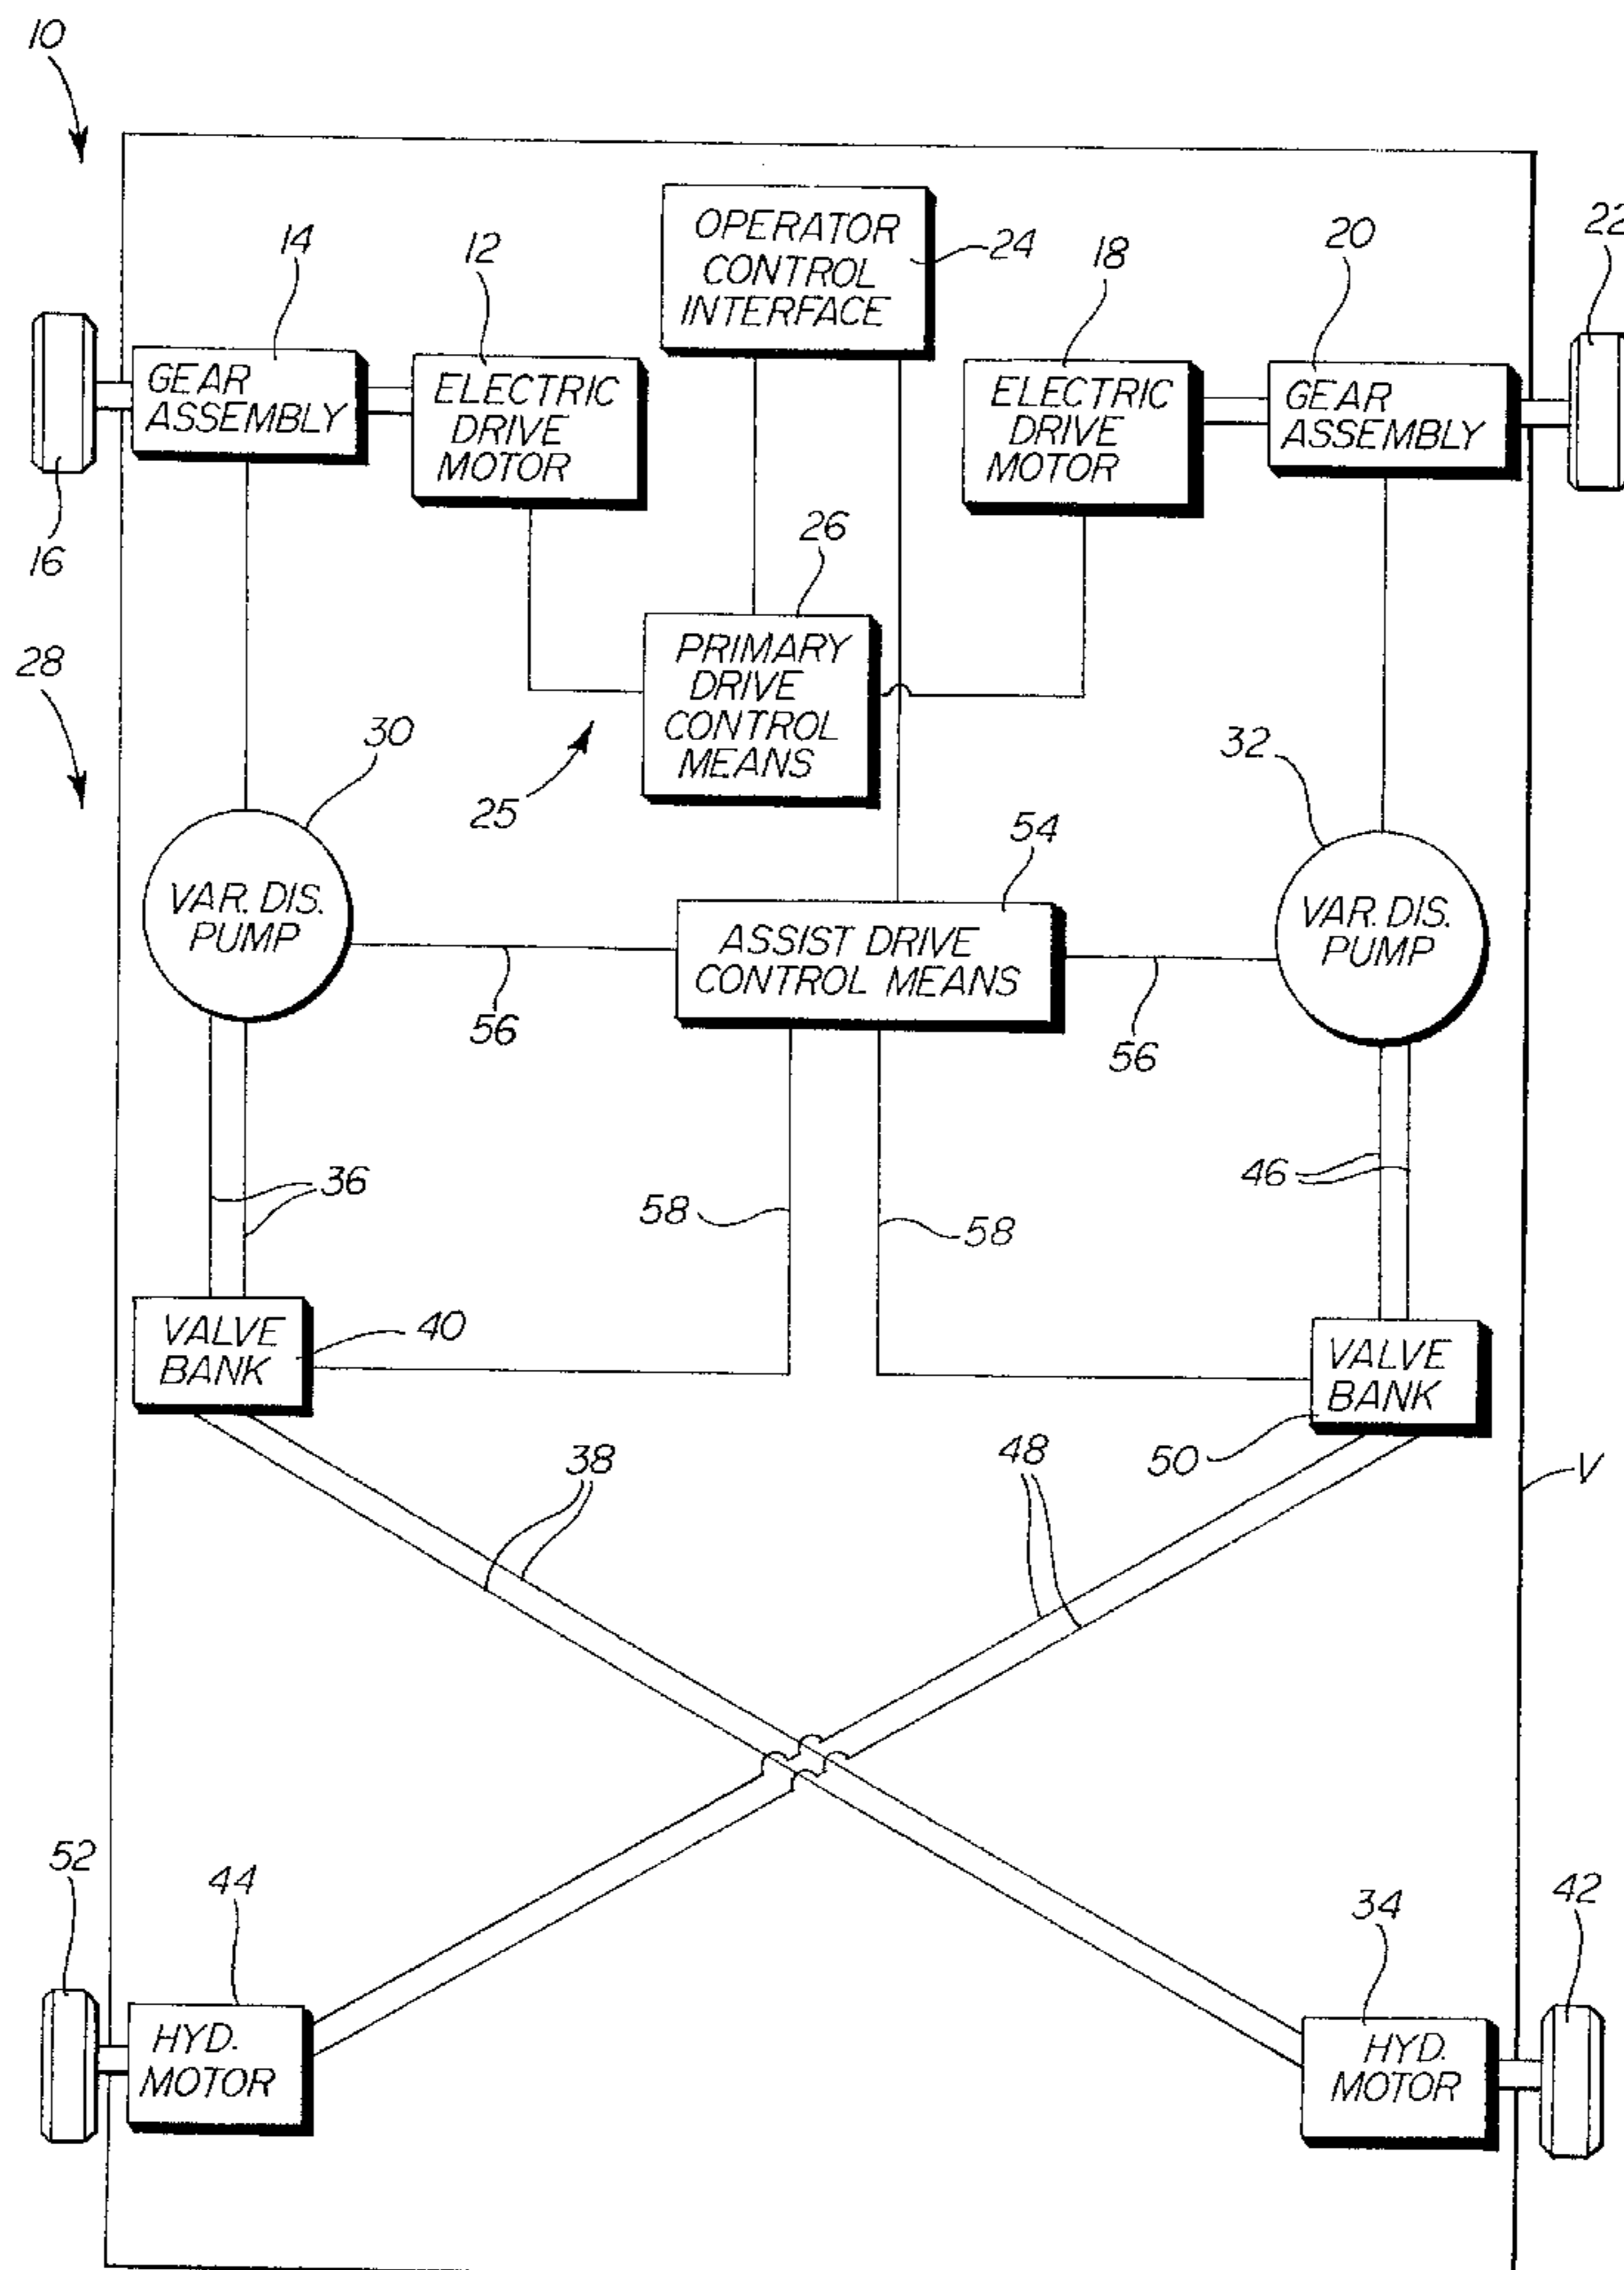 10
OPERATOR
CONTROL
INTERFACE
24
14
12
18
20
22
GEAR
ASSEMBLY
ELECTRIC
DRIVE
MOTOR
ELECTRIC
DRIVE
MOTOR
GEAR
ASSEMBLY
16
26
PRIMARY
DRIVE
CONTROL
MEANS
28
30
25
32
54
VAR. DIS.
PUMP
ASSIST DRIVE
CONTROL MEANS
VAR. DIS.
PUMP
56
56
36
58
58
46
VALVE
BANK
40
VALVE
BANK
50
38
48
V
52
44
34
42
HYD.
MOTOR
HYD.
MOTOR